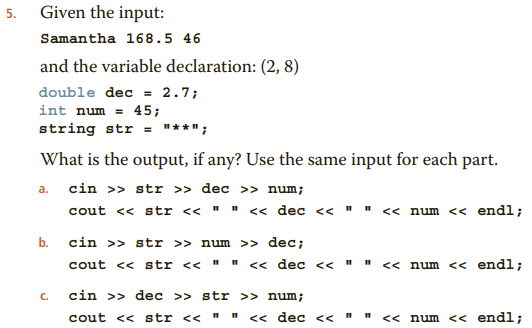 5. Given the input:
Samantha 168.5 46
and the variable declaration: (2, 8)
double dec = 2.7;
int num = 45;
string str = "**";
What is the output, if any? Use the same input for each part.
a. cin >> str >> dec >> num;
cout << str << " " << dec << " " << num << endl;
b. cin >> str >> num >> dec;
cout << str << " " << dec << " " << num << endl;
c. cin >> dec >> str >> num;
cout << str << " " << dec << " " << num << endl;